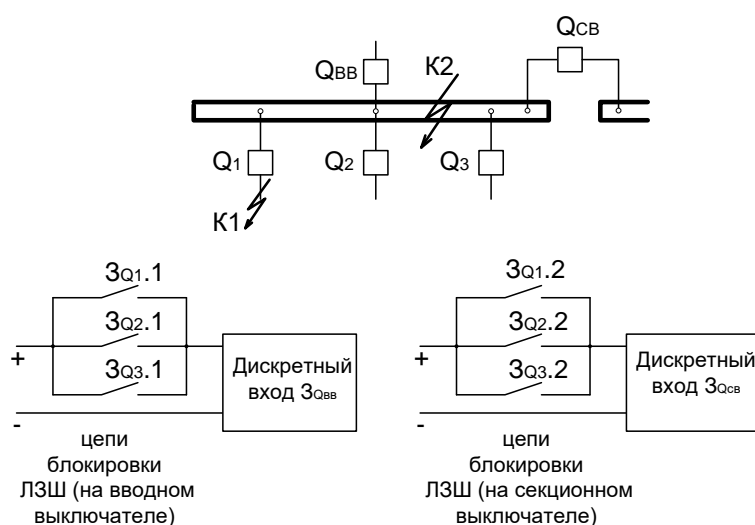 QСВ
QВВ
К2
Q1
Q2
Q3
К1
ЗQ1.1
ЗQ2.1
ЗQ3.1
+
-
Дискретный
вход ЗQвв
цепи
блокировки
ЛЗШ (на вводном
выключателе)
ЗQ1.2
ЗQ2.2
ЗQ3.2
+
-
Дискретный
вход ЗQсв
цепи
блокировки
ЛЗШ (на секционном
выключателе)